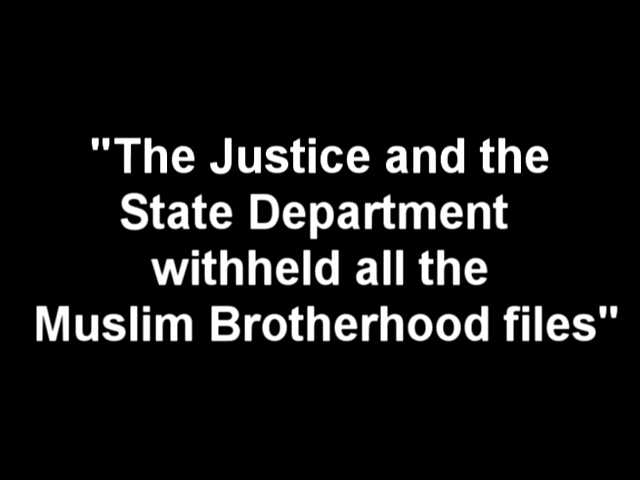 "The Justice and the
State Department
withheld all the
Muslim Brotherhood files"